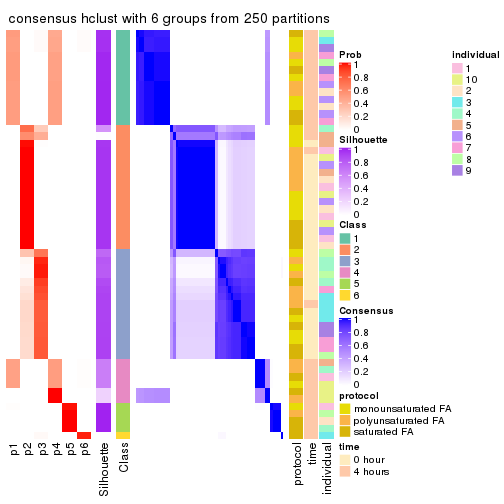 consensus hclust with 6 groups from 250 partitions
Prob
1
0.8
0.6
0.4
0.2
0
Silhouette
1
0.8
0.6
0.4
0.2
0
Class
1
2
3
4
5
6
Consensus
1
0.8
0.6
0.4
0.2
0
protocol
monounsaturated FA
polyunsaturated FA
saturated FA
time
0 hour
4 hours
individual
1
10
2
3
4
5
6
7
8
9
p1
p2
p3
p4
p5
p6
Silhouette
Class
protocol
time
individual